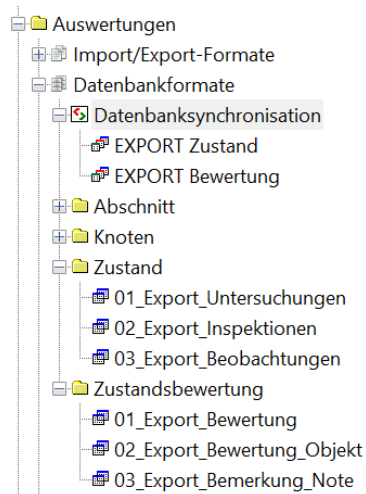 Auswertungen
Import/Export-Formate
Datenbankformate
Datenbanksynchronisation
EXPORT Zustand
EXPORT Bewertung
Abschnitt
Knoten
Zustand
01_Export_Untersuchungen
02_Export_Inspektionen
03_Export_Beobachtungen
Zustandsbewertung
01_Export_Bewertung
02_Export_Bewertung_Objekt
03_Export_Bemerkung_Note